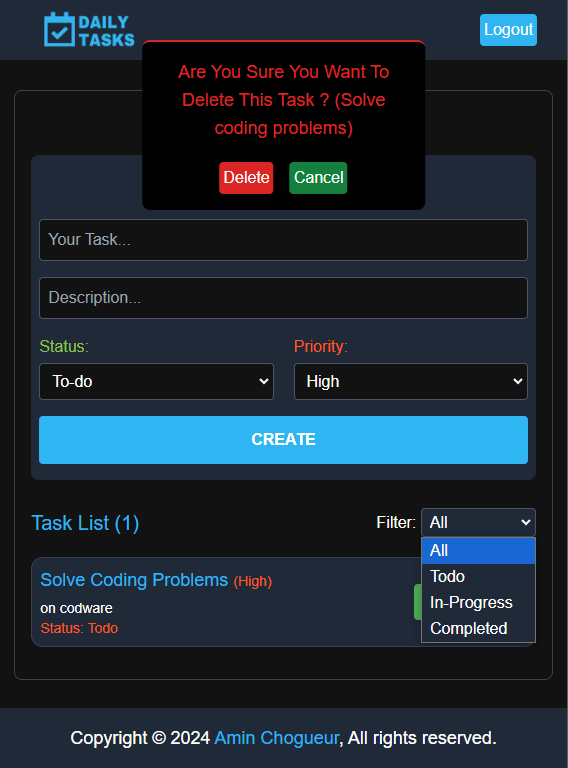 DAILY
TASKS
Logout
Are You Sure You Want To
Delete This Task ? (Solve
coding problems)
Delete Cancel
Your Task...
Description...
Status: Priority:
To-do High
CREATE
Task List (1) Filter: All
All
Todo
In-Progress
Completed
Solve Coding Problems (High)
on codware
Status: Todo
Copyright © 2024 Amin Chogueur, All rights reserved.